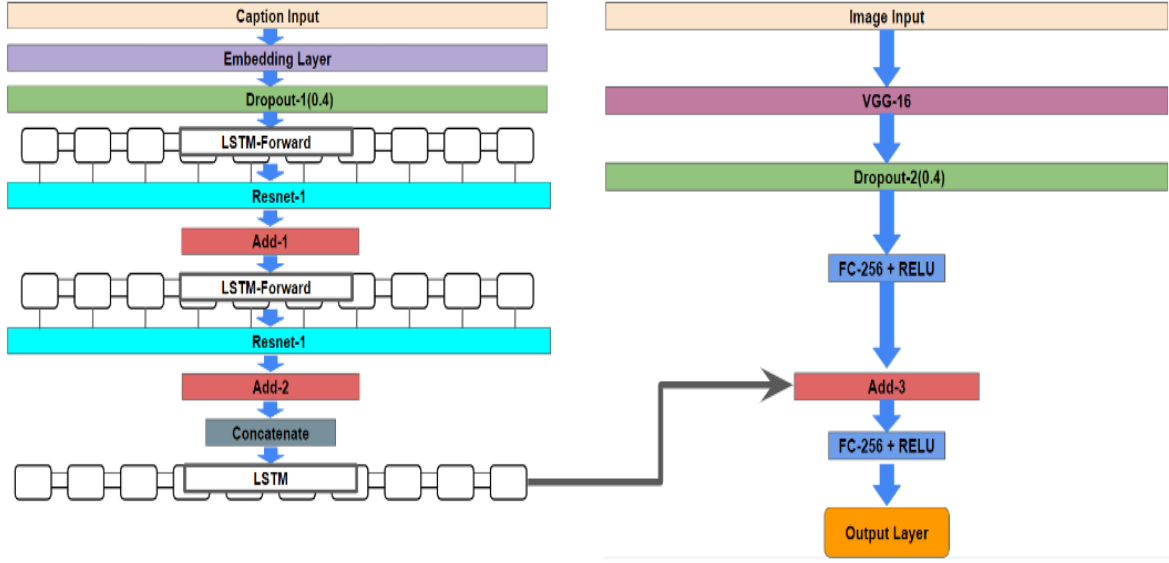 Caption Input
Embedding Layer
Dropout-1(0.4)
LSTM-Forward
Resnet-1
Add-1
LSTM-Forward
Resnet-1
Add-2
Concatenate
LSTM
Image Input
VGG-16
Dropout-2(0.4)
FC-256 + RELU
Add-3
FC-256 + RELU
Output Layer